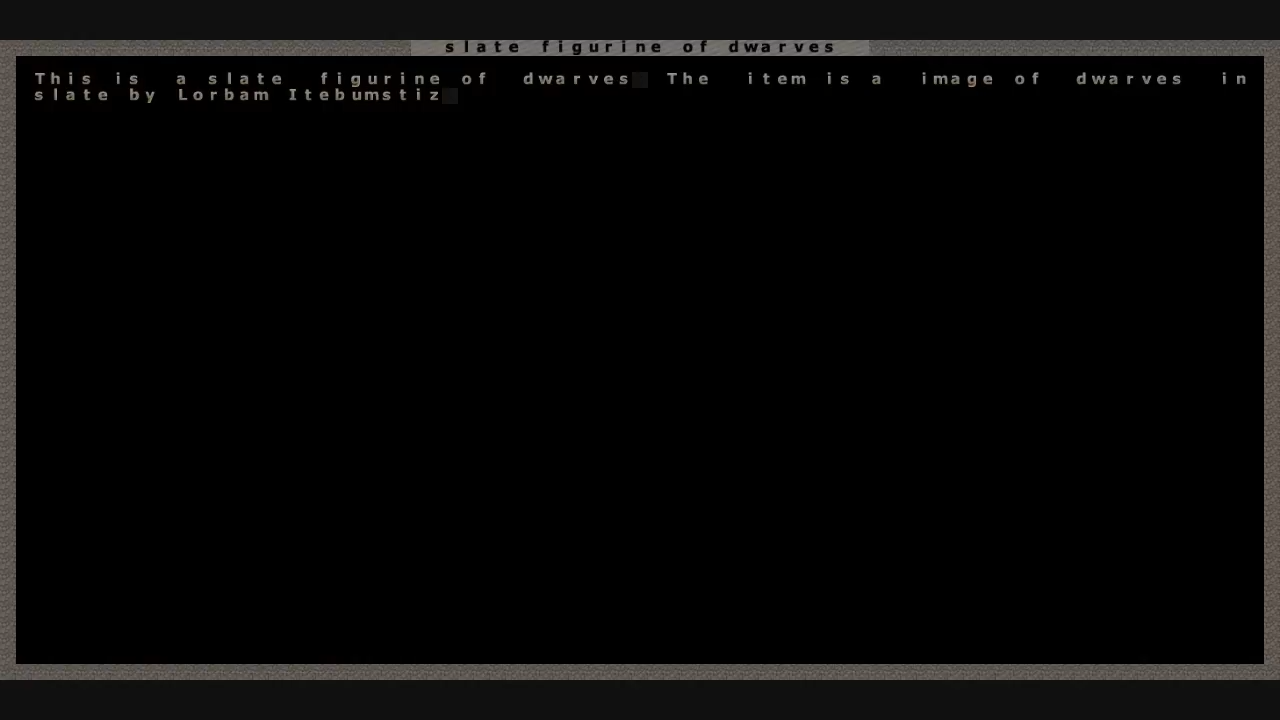 slate figurine of dwarves
This is a slate figurine of dwarves The item is a image of dwarves in
slate by Lorbam Itebumstiz